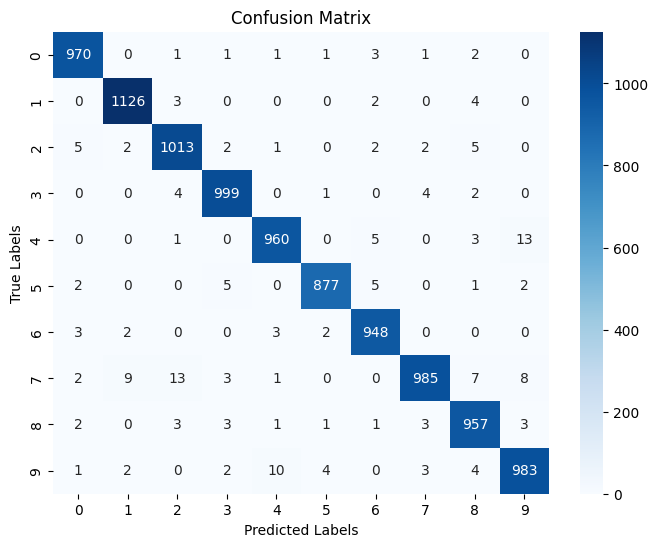 Confusion Matrix
0 970 0 1 1 1 1 3 1 2 0
1 0 1126 3 0 0 0 2 0 4 0
2 5 2 1013 2 1 0 2 2 5 0
3 0 0 4 999 0 1 0 4 2 0
4 0 0 1 0 960 0 5 0 3 13
5 2 0 0 5 0 877 5 0 1 2
6 3 2 0 0 3 2 948 0 0 0
7 2 9 13 3 1 0 0 985 7 8
8 2 0 3 3 1 1 1 3 957 3
9 1 2 0 2 10 4 0 3 4 983
0 1 2 3 4 5 6 7 8 9
Predicted Labels
True Labels
1000
800
600
400
200
0